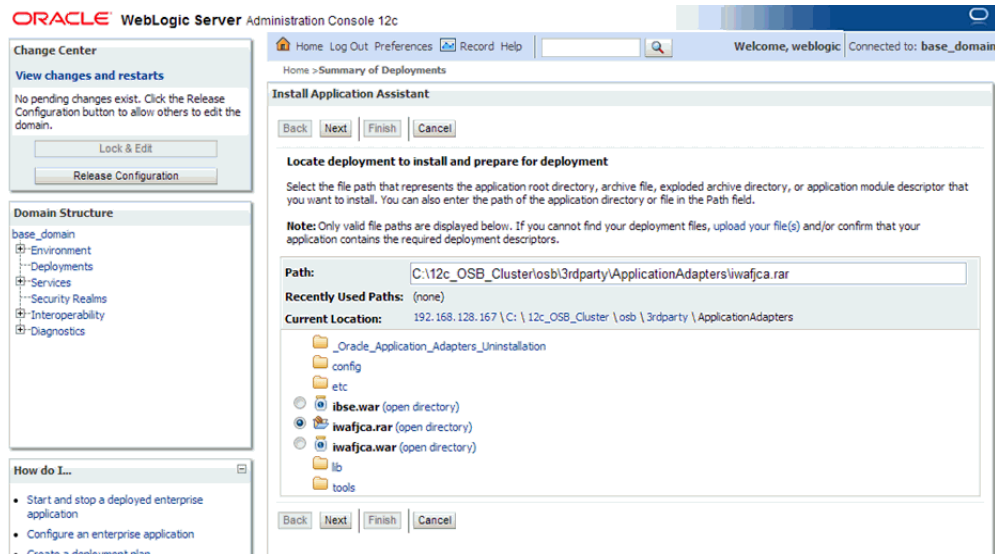 ORACLE WebLogic Server Administration Console 12c
Change Center
View changes and restarts
No pending changes exist. Click the Release
Configuration button to allow others to edit the
domain.
Lock & Edit
Release Configuration
Domain Structure
base_domain
Environment
Deployments
Services
Security Realms
Interoperability
Diagnostics
How do I...
Start and stop a deployed enterprise
application
Configure an enterprise application
Create a deployment plan
Home Log Out Preferences Record Help
Welcome, weblogic Connected to: base_domain
Home >Summary of Deployments
Install Application Assistant
Back Next Finish Cancel
Locate deployment to install and prepare for deployment
Select the file path that represents the application root directory, archive file, exploded archive directory, or application module descriptor that
you want to install. You can also enter the path of the application directory or file in the Path field.
Note: Only valid file paths are displayed below. If you cannot find your deployment files, upload your file(s) and/or confirm that your
application contains the required deployment descriptors.
Path: C:\12c_OSB_Cluster\osb\3rdparty\ApplicationAdapters\iwafjca.rar
Recently Used Paths: (none)
Current Location: 192.168.128.167 \ C: \ 12c_OSB_Cluster \ osb \ 3rdparty \ ApplicationAdapters
_Oracle_Application_Adapters_Uninstallation
config
etc
ibse.war (open directory)
iwafjca.rar (open directory)
iwafjca.war (open directory)
lib
tools
Back Next Finish Cancel